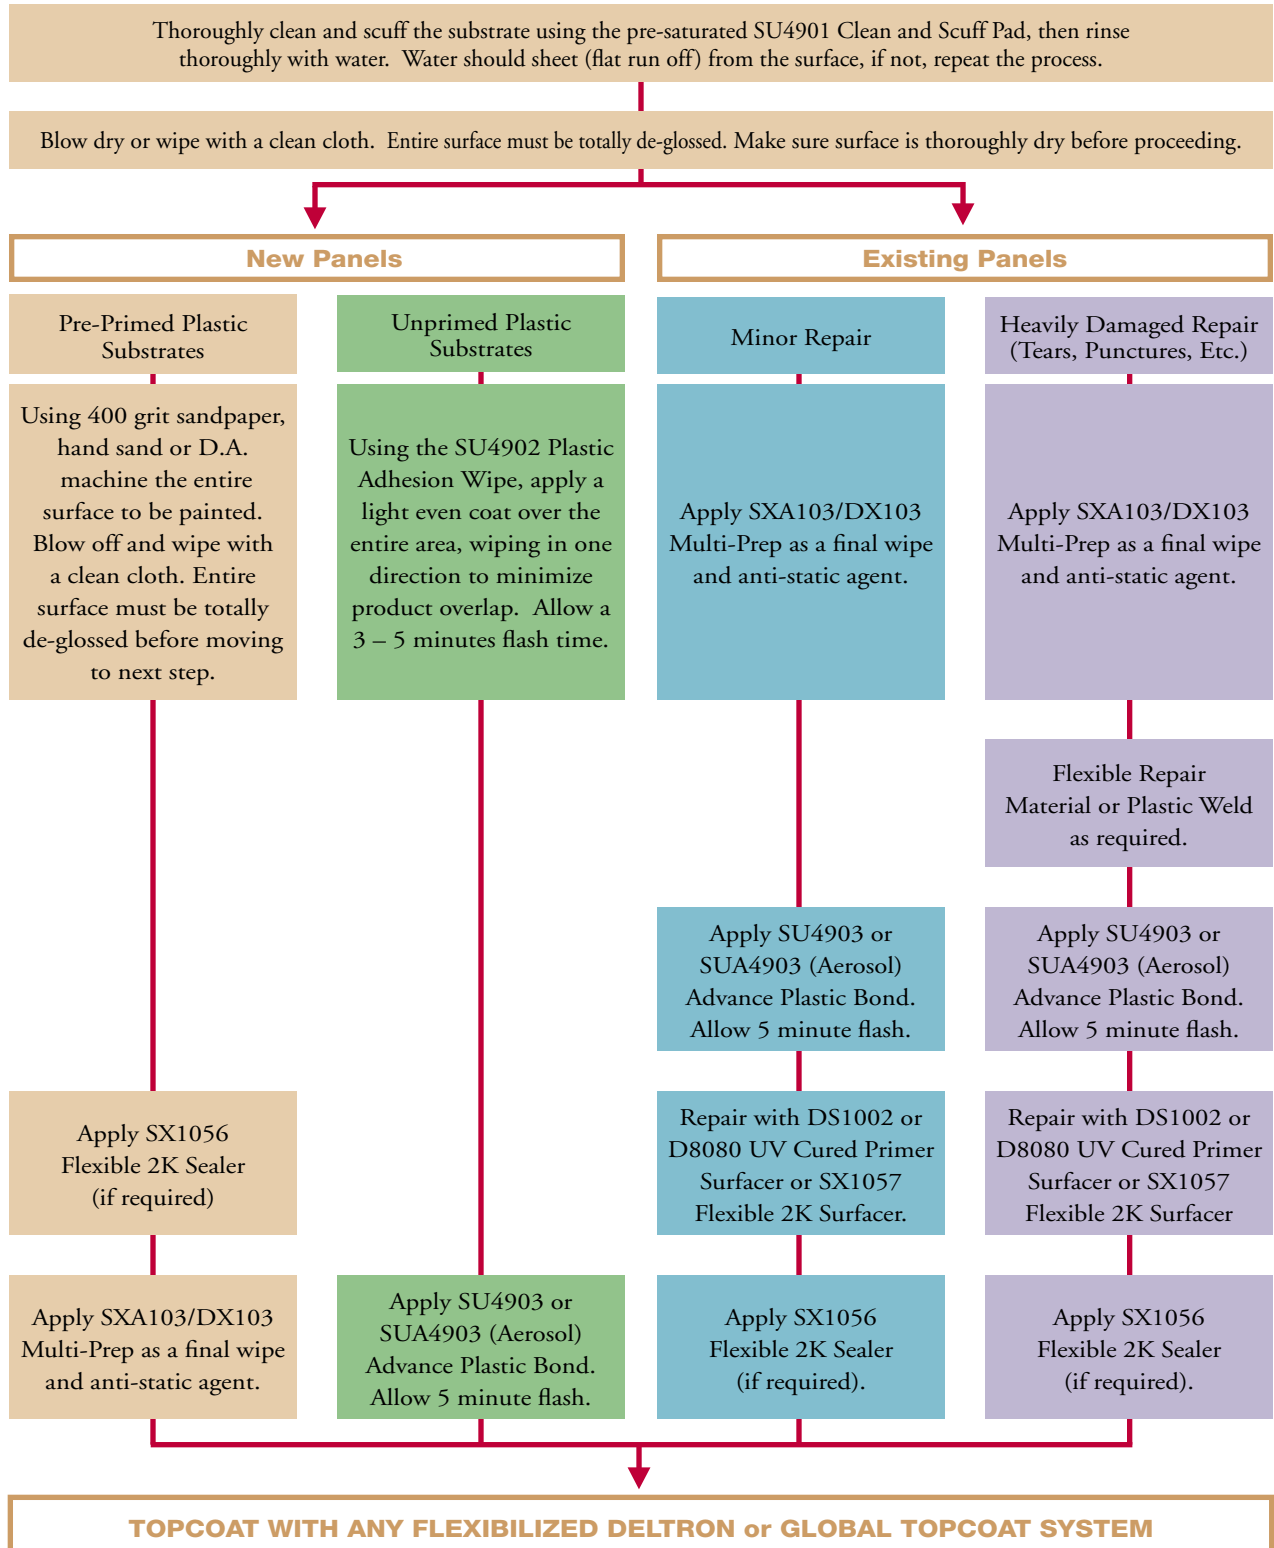 Thoroughly clean and scuff the substrate using the pre-saturated SU4901 Clean and Scuff Pad, then rinse
thoroughly with water.  Water should sheet (flat run off) from the surface, if not, repeat the process.
Blow dry or wipe with a clean cloth.  Entire surface must be totally de-glossed. Make sure surface is thoroughly dry before proceeding.
New Panels
Existing Panels
Pre-Primed Plastic
Substrates
Using 400 grit sandpaper,
hand sand or D.A.
machine the entire
surface to be painted.
Blow off and wipe with
a clean cloth. Entire
surface must be totally
de-glossed before moving
to next step.
Apply SX1056
Flexible 2K Sealer
(if required)
Apply SXA103/DX103
Multi-Prep as a final wipe
and anti-static agent.
Unprimed Plastic
Substrates
Using the SU4902 Plastic
Adhesion Wipe, apply a
light even coat over the
entire area, wiping in one
direction to minimize
product overlap.  Allow a
3 – 5 minutes flash time.
Apply SU4903 or
SUA4903 (Aerosol)
Advance Plastic Bond.
Allow 5 minute flash.
Minor Repair
Apply SXA103/DX103
Multi-Prep as a final wipe
and anti-static agent.
Apply SU4903 or
SUA4903 (Aerosol)
Advance Plastic Bond.
Allow 5 minute flash.
Repair with DS1002 or
D8080 UV Cured Primer
Surfacer or SX1057
Flexible 2K Surfacer.
Apply SX1056
Flexible 2K Sealer
(if required).
Heavily Damaged Repair
(Tears, Punctures, Etc.)
Apply SXA103/DX103
Multi-Prep as a final wipe
and anti-static agent.
Flexible Repair
Material or Plastic Weld
as required.
Apply SU4903 or
SUA4903 (Aerosol)
Advance Plastic Bond.
Allow 5 minute flash.
Repair with DS1002 or
D8080 UV Cured Primer
Surfacer or SX1057
Flexible 2K Surfacer
Apply SX1056
Flexible 2K Sealer
(if required).
TOPCOAT WITH ANY FLEXIBILIZED DELTRON or GLOBAL TOPCOAT SYSTEM